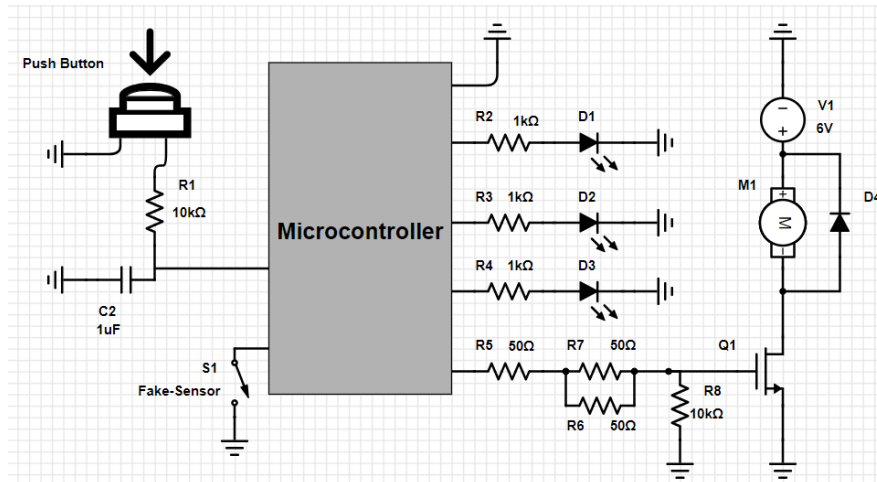 Push Button
R1
10kΩ
C2
1uF
S1
Fake-Sensor
Microcontroller
R2
1kΩ
D1
R3
1kΩ
D2
R4
1kΩ
D3
R5
50Ω
R7
50Ω
R6
50Ω
R8
10kΩ
Q1
V1
6V
−
+
M1
+
M
−
D4